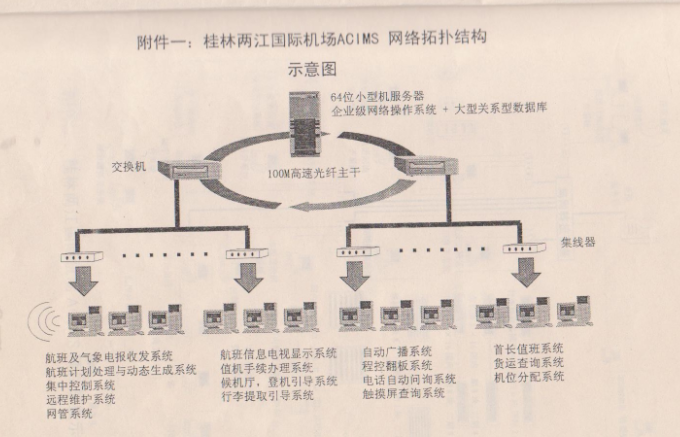 附件一：桂林两江国际机场ACIMS 网络拓扑结构
示意图
64位小型机服务器
企业级网络操作系统 + 大型关系型数据库
交换机
100M高速光纤主干
集线器
航班及气象电报收发系统
航班计划处理与动态生成系统
集中控制系统
远程维护系统
网管系统
航班信息电视显示系统
值机手续办理系统
候机厅，登机引导系统
行李提取引导系统
自动广播系统
程控翻板系统
电话自动问询系统
触摸屏查询系统
首长值班系统
货运查询系统
机位分配系统